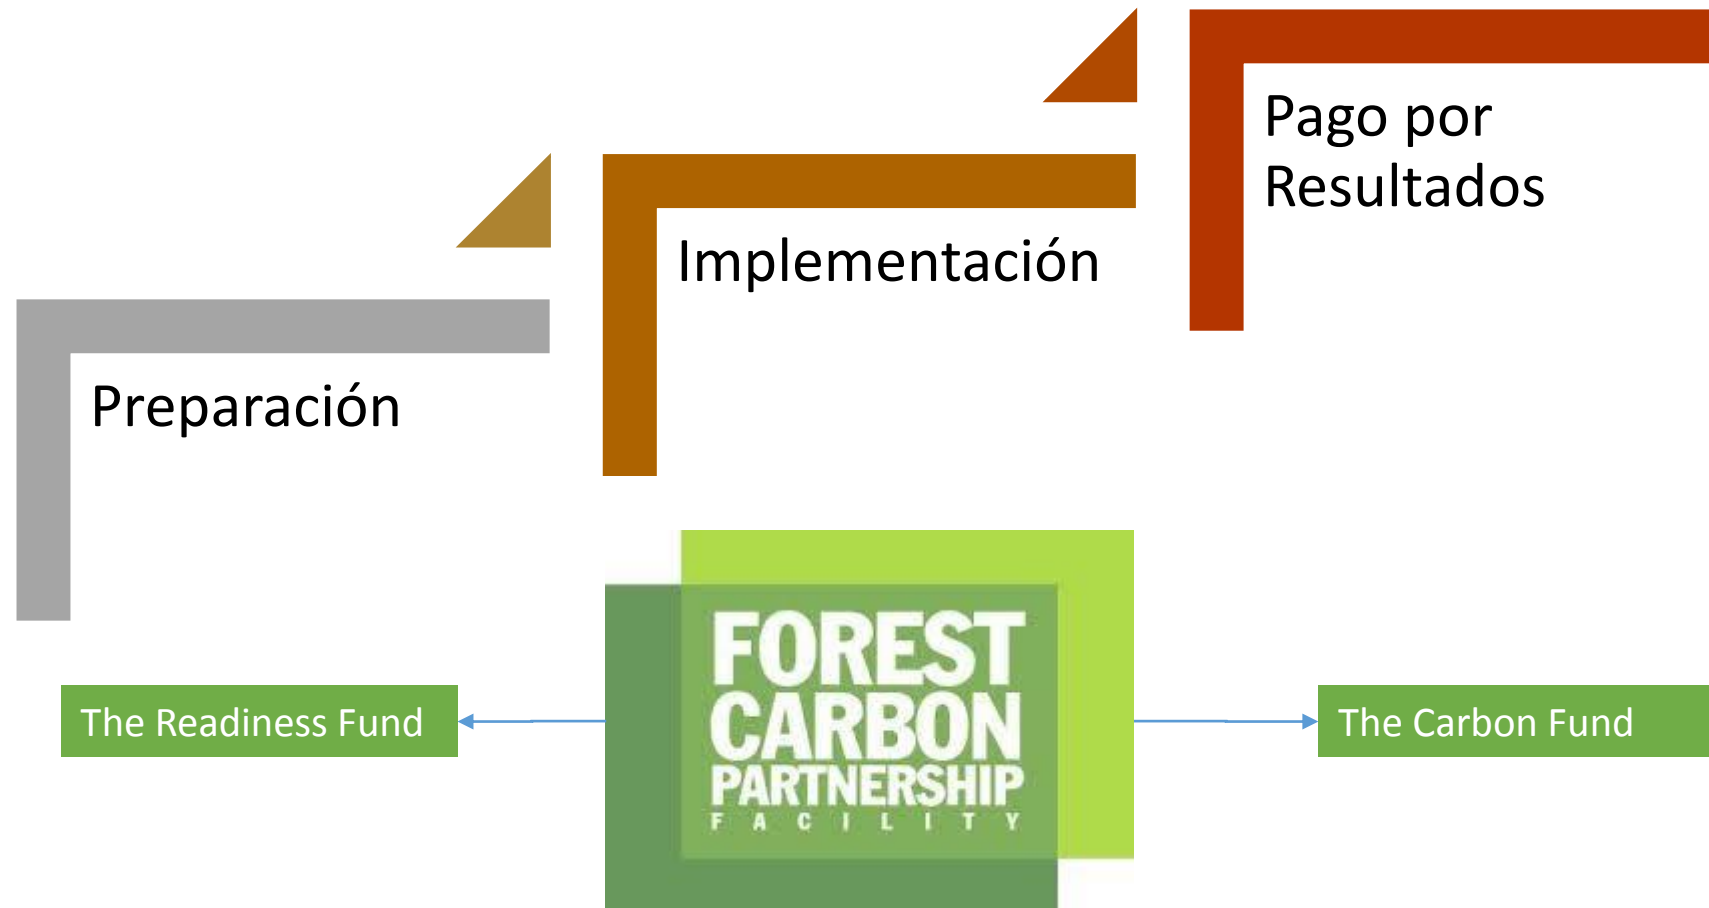 Preparación
Implementación
Pago por
Resultados
The Readiness Fund
FOREST
CARBON
PARTNERSHIP
FACILITY
The Carbon Fund